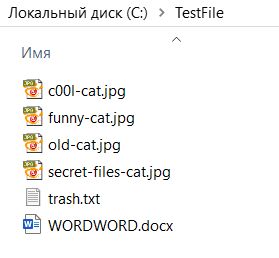 Локальный диск (C:) > TestFile
Имя
c00l-cat.jpg
funny-cat.jpg
old-cat.jpg
secret-files-cat.jpg
trash.txt
WORDWORD.docx